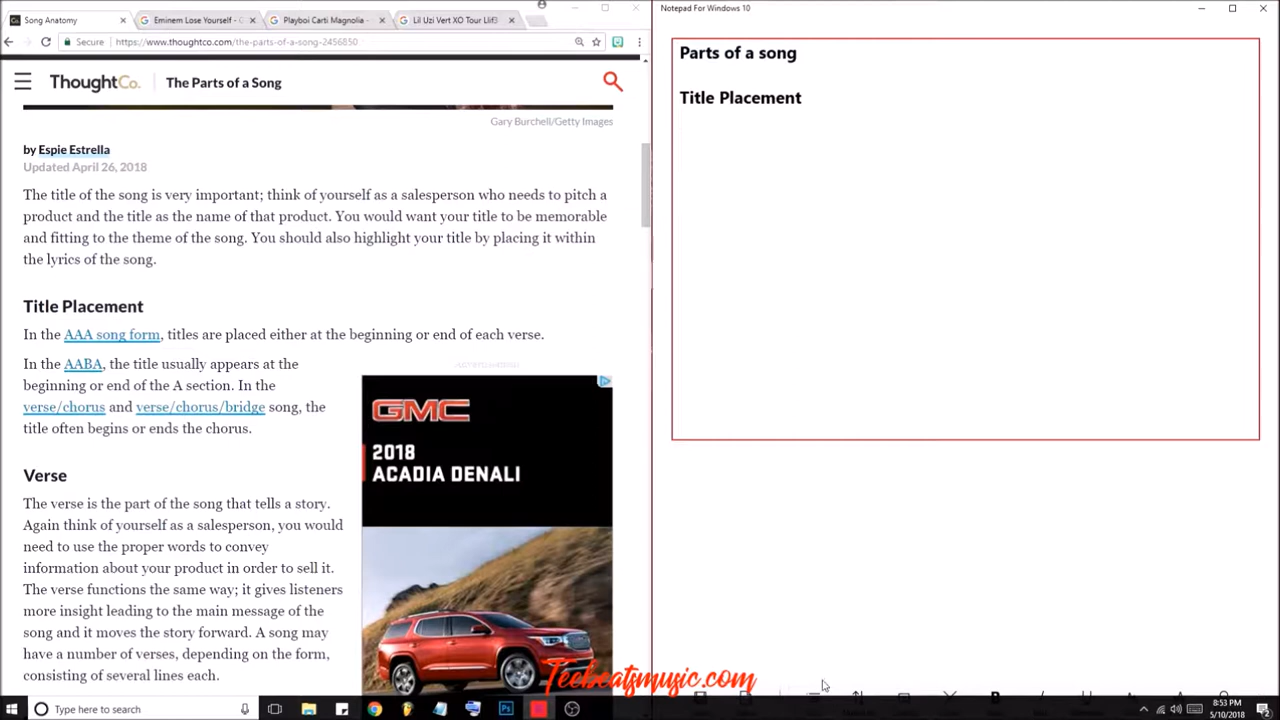 Song Anatomy
Eminem Lose Yourself - G
Playboi Carti Magnolia -
Lil Uzi Vert XO Tour Llif3
Secure
https://www.thoughtco.com/the-parts-of-a-song-2456850
ThoughtCo.
The Parts of a Song
Gary Burchell/Getty Images
by Espie Estrella
Updated April 26, 2018
The title of the song is very important; think of yourself as a salesperson who needs to pitch a
product and the title as the name of that product. You would want your title to be memorable
and fitting to the theme of the song. You should also highlight your title by placing it within
the lyrics of the song.
Title Placement
In the AAA song form, titles are placed either at the beginning or end of each verse.
In the AABA, the title usually appears at the
beginning or end of the A section. In the
verse/chorus and verse/chorus/bridge song, the
title often begins or ends the chorus.
Verse
The verse is the part of the song that tells a story.
Again think of yourself as a salesperson, you would
need to use the proper words to convey
information about your product in order to sell it.
The verse functions the same way; it gives listeners
more insight leading to the main message of the
song and it moves the story forward. A song may
have a number of verses, depending on the form,
consisting of several lines each.
ADVERTISEMENT
GMC
2018
ACADIA DENALI
Notepad For Windows 10
Parts of a song
Title Placement
Teebeatsmusic.com
Type here to search
8:53 PM
5/10/2018